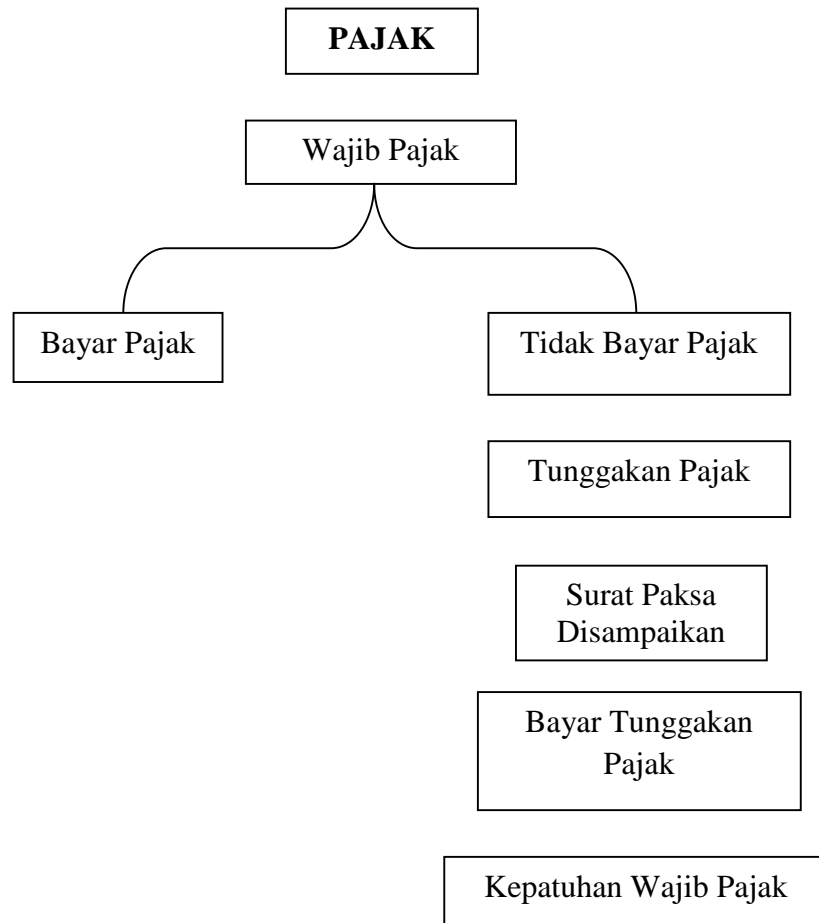 PAJAK
Wajib Pajak
Bayar Pajak
Tidak Bayar Pajak
Tunggakan Pajak
Surat Paksa
Disampaikan
Bayar Tunggakan
Pajak
Kepatuhan Wajib Pajak